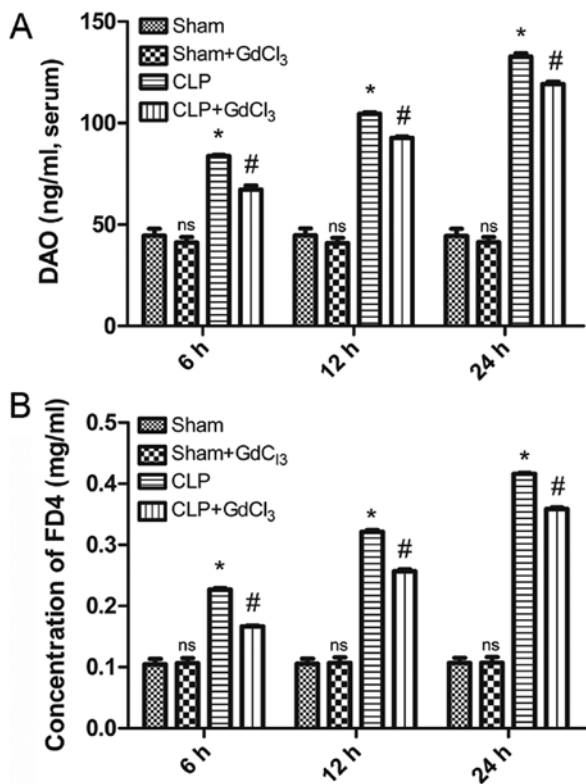 A
Sham
Sham+GdCl₃
CLP
CLP+GdCl₃
DAO (ng/ml, serum)
150
100
50
0
ns
*
#
ns
*
#
ns
*
#
6 h
12 h
24 h
B
Sham
Sham+GdC₁₃
CLP
CLP+GdCl₃
Concentration of FD4 (mg/ml)
0.5
0.4
0.3
0.2
0.1
0.0
ns
*
#
ns
*
#
ns
*
#
6 h
12 h
24 h